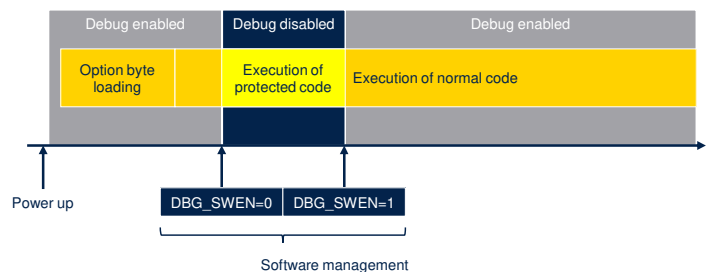 Debug enabled
Debug disabled
Debug enabled
Option byte
loading
Execution of
protected code
Execution of normal code
Power up
DBG_SWEN=0
DBG_SWEN=1
Software management